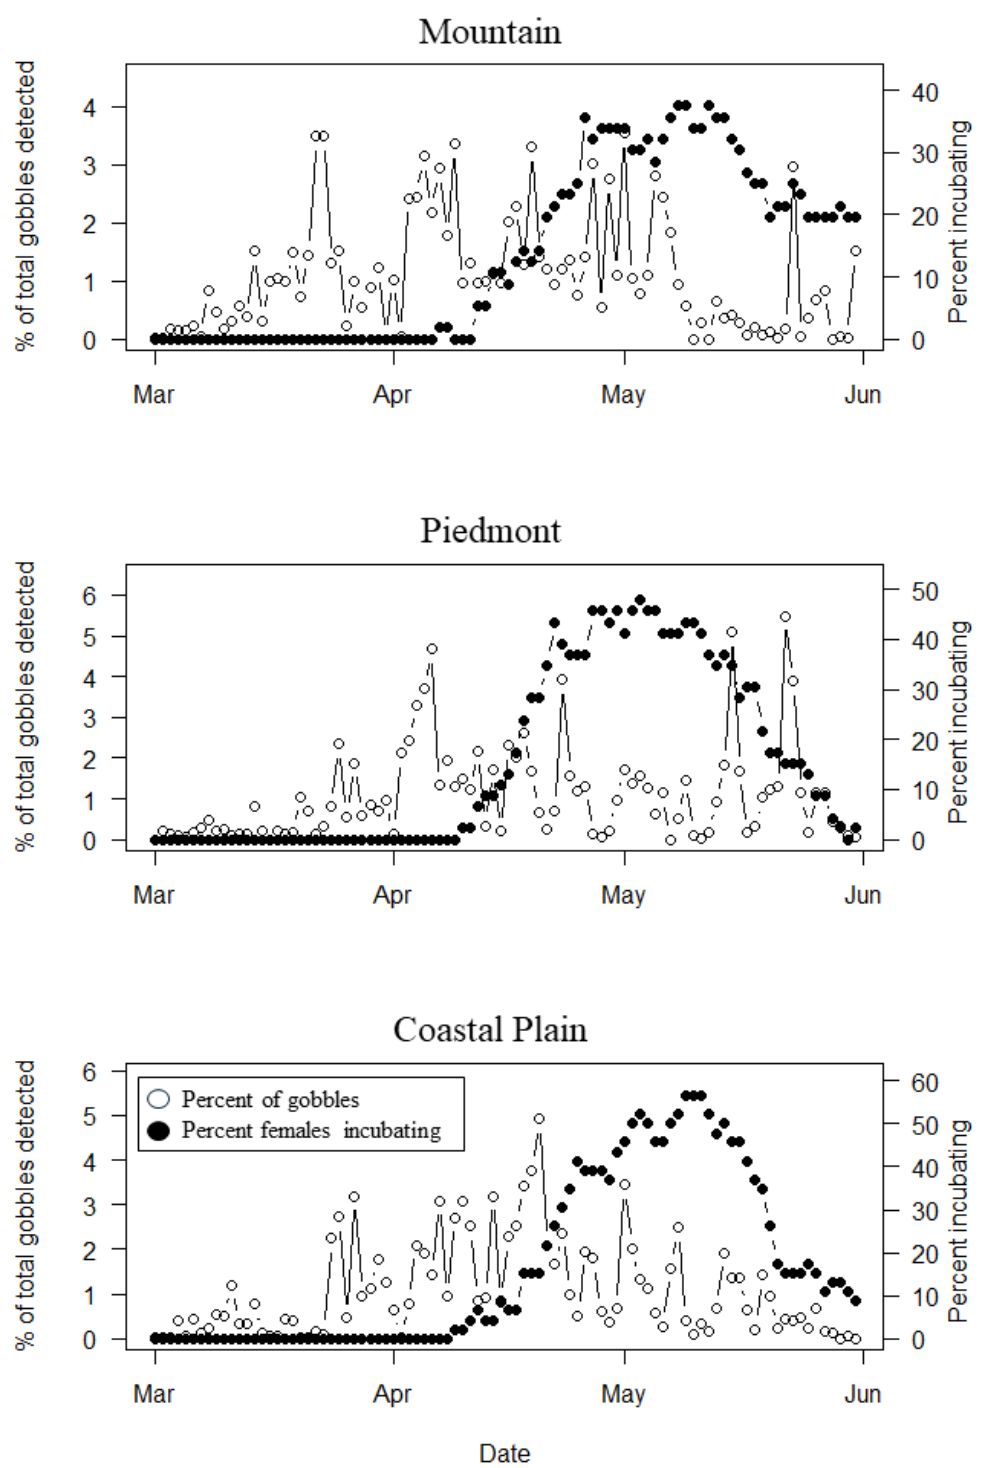 Mountain
% of total gobbles detected
4
3
2
1
0
40
30
20
10
0
Percent incubating
Mar Apr May Jun
Piedmont
% of total gobbles detected
6
5
4
3
2
1
0
50
40
30
20
10
0
Percent incubating
Mar Apr May Jun
Coastal Plain
% of total gobbles detected
6
5
4
3
2
1
0
Percent of gobbles
Percent females incubating
60
50
40
30
20
10
0
Percent incubating
Mar Apr May Jun
Date